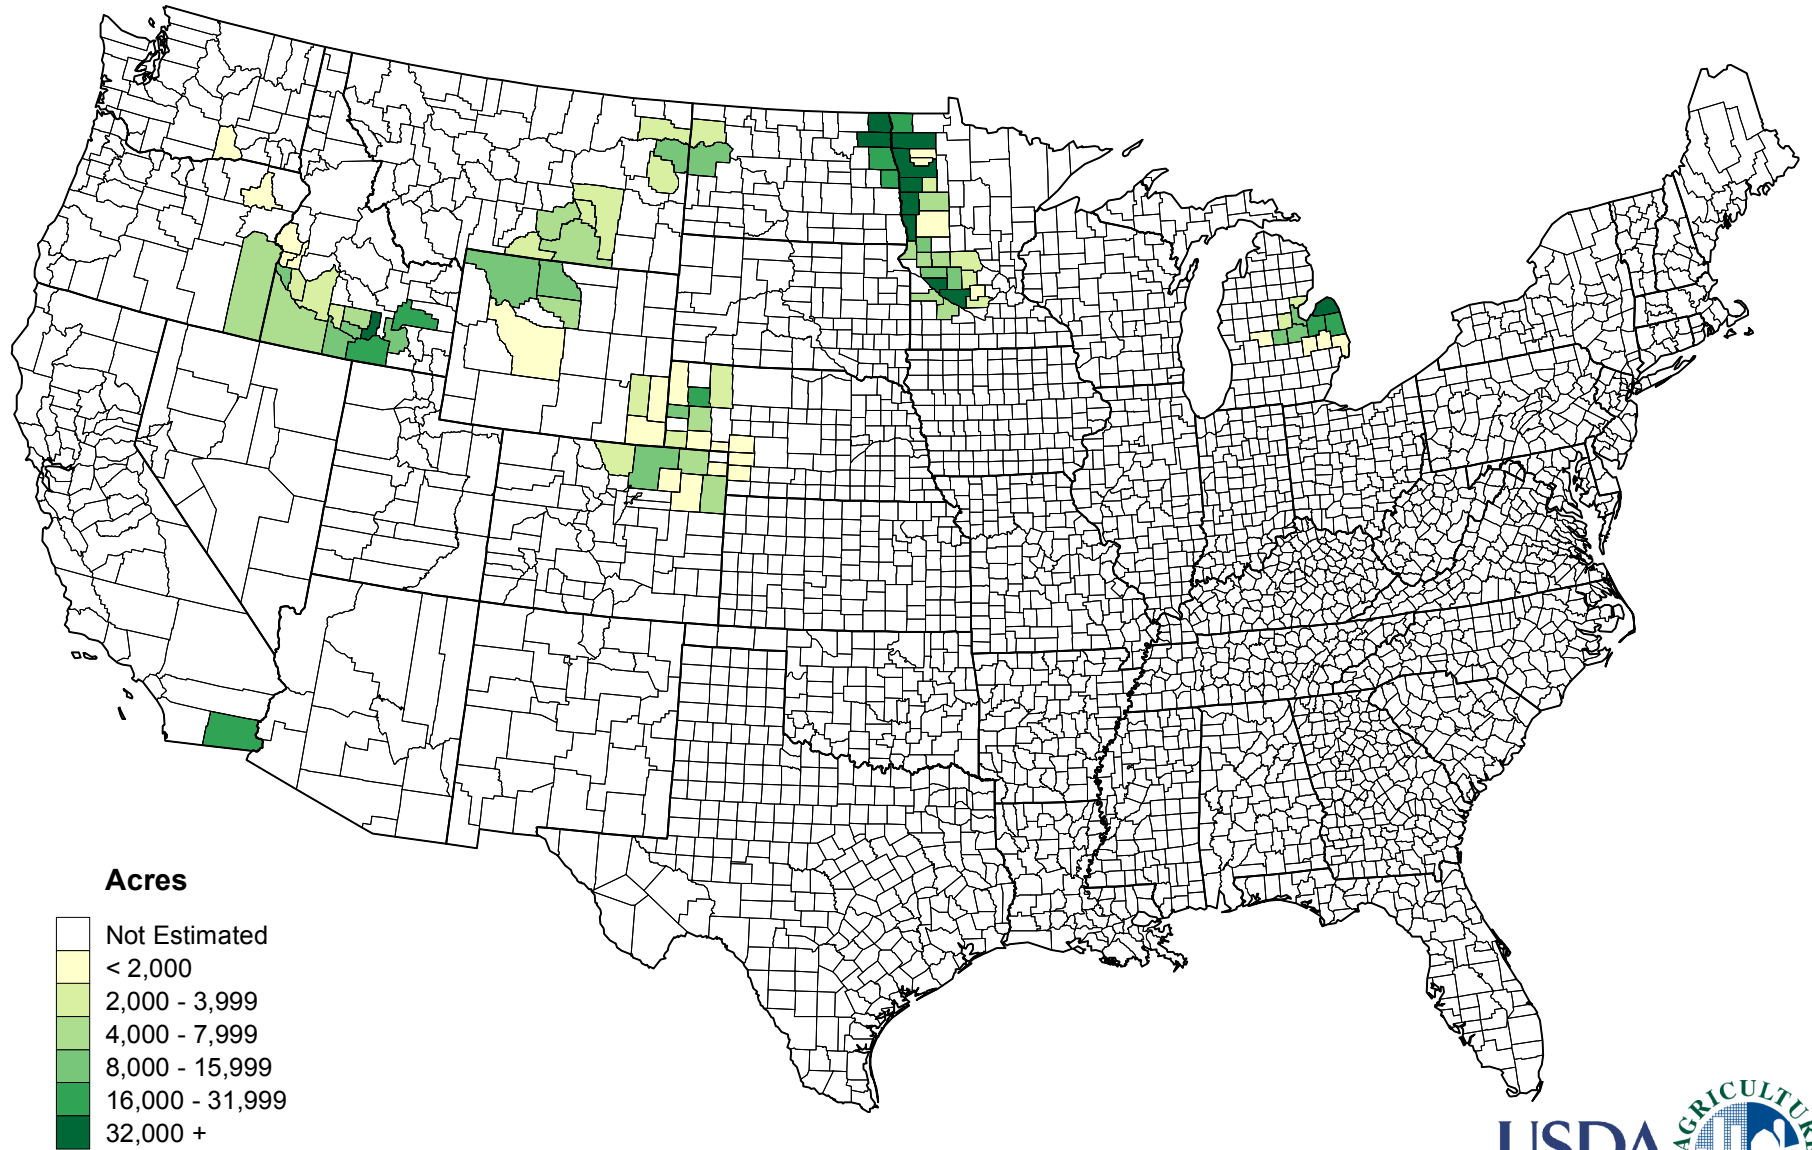 Acres
Not Estimated
< 2,000
2,000 - 3,999
4,000 - 7,999
8,000 - 15,999
16,000 - 31,999
32,000 +
USDA